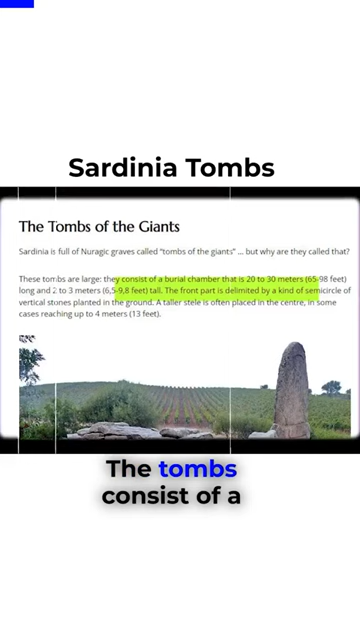 Sardinia Tombs
The Tombs of the Giants
Sardinia is full of Nuragic graves called "tombs of the giants" ... but why are they called that?
These tombs are large: they consist of a burial chamber that is 20 to 30 meters (65-98 feet)
long and 2 to 3 meters (6,5-9,8 feet) tall. The front part is delimited by a kind of semicircle of
vertical stones planted in the ground. A taller stele is often placed in the centre, in some
cases reaching up to 4 meters (13 feet).
The tombs
consist of a